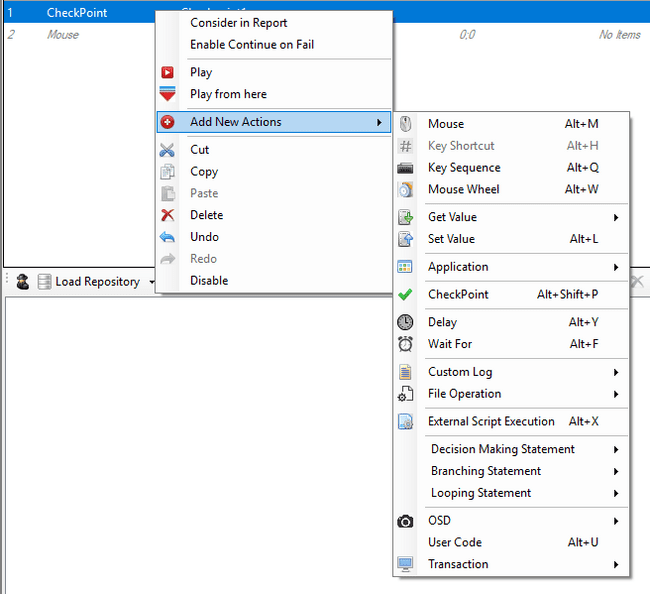 1 CheckPoint
2 Mouse 0;0 No Items
Consider in Report
Enable Continue on Fail
Play
Play from here
Add New Actions
Cut
Copy
Paste
Delete
Undo
Redo
Disable
Load Repository
Mouse Alt+M
Key Shortcut Alt+H
Key Sequence Alt+Q
Mouse Wheel Alt+W
Get Value
Set Value Alt+L
Application
CheckPoint Alt+Shift+P
Delay Alt+Y
Wait For Alt+F
Custom Log
File Operation
External Script Execution Alt+X
Decision Making Statement
Branching Statement
Looping Statement
OSD
User Code Alt+U
Transaction